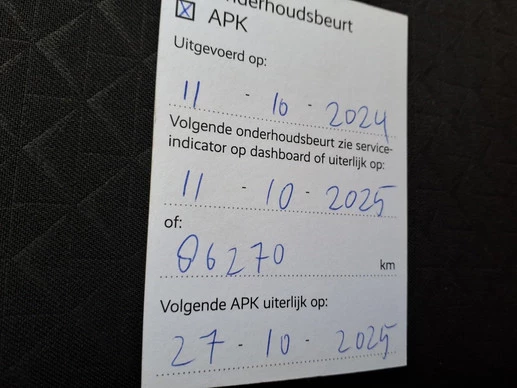 onderhoudsbeurt
☒ APK
Uitgevoerd op:
11 - 10 - 2024
Volgende onderhoudsbeurt zie service-
indicator op dashboard of uiterlijk op:
11 - 10 - 2025
of:
86270 km
Volgende APK uiterlijk op:
27 - 10 - 2025